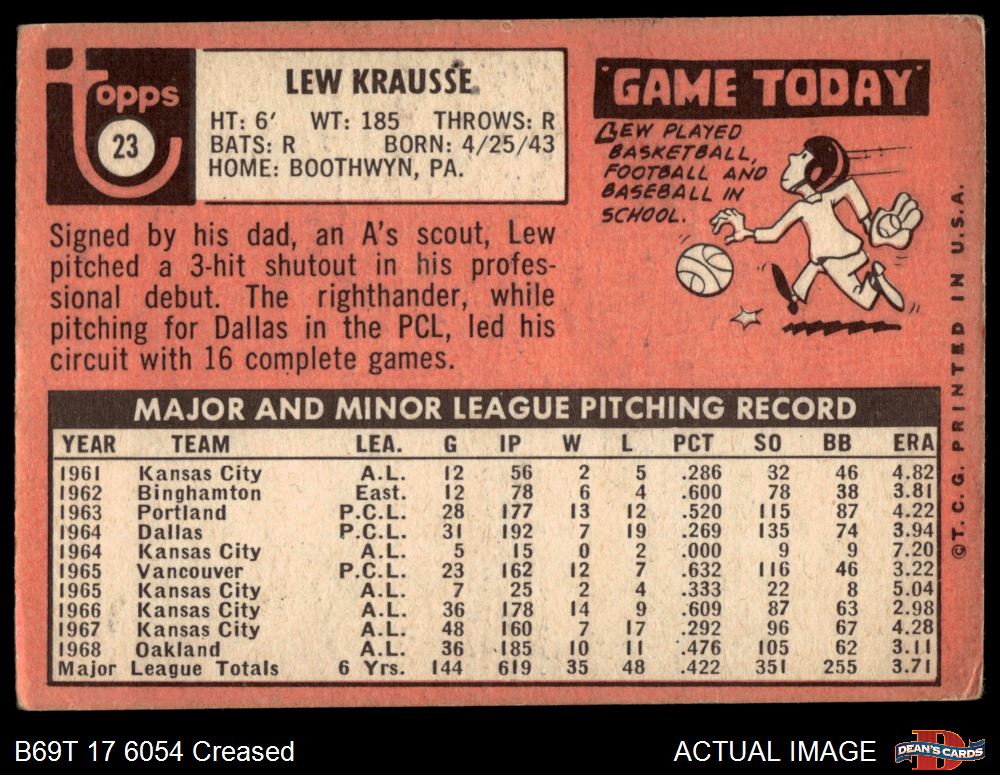 Topps
23
LEW KRAUSSE
HT: 6' WT: 185 THROWS: R
BATS: R BORN: 4/25/43
HOME: BOOTHWYN, PA.
"GAME TODAY"
LEW PLAYED
BASKETBALL,
FOOTBALL AND
BASEBALL IN
SCHOOL.
Signed by his dad, an A's scout, Lew
pitched a 3-hit shutout in his profes-
sional debut. The righthander, while
pitching for Dallas in the PCL, led his
circuit with 16 complete games.
MAJOR AND MINOR LEAGUE PITCHING RECORD
YEAR TEAM LEA. G IP W L PCT SO BB ERA
1961 Kansas City A.L. 12 56 2 5 .286 32 46 4.82
1962 Binghamton East. 12 78 6 4 .600 78 38 3.81
1963 Portland P.C.L. 28 177 13 12 .520 115 87 4.22
1964 Dallas P.C.L. 31 192 7 19 .269 135 74 3.94
1964 Kansas City A.L. 5 15 0 2 .000 9 9 7.20
1965 Vancouver P.C.L. 23 162 12 7 .632 116 46 3.22
1965 Kansas City A.L. 7 25 2 4 .333 22 8 5.04
1966 Kansas City A.L. 36 178 14 9 .609 87 63 2.98
1967 Kansas City A.L. 48 160 7 17 .292 96 67 4.28
1968 Oakland A.L. 36 185 10 11 .476 105 62 3.11
Major League Totals 6 Yrs. 144 619 35 48 .422 351 255 3.71
©T.C.G. PRINTED IN U.S.A.
B69T 17 6054 Creased
ACTUAL IMAGE
D
DEAN'S CARDS